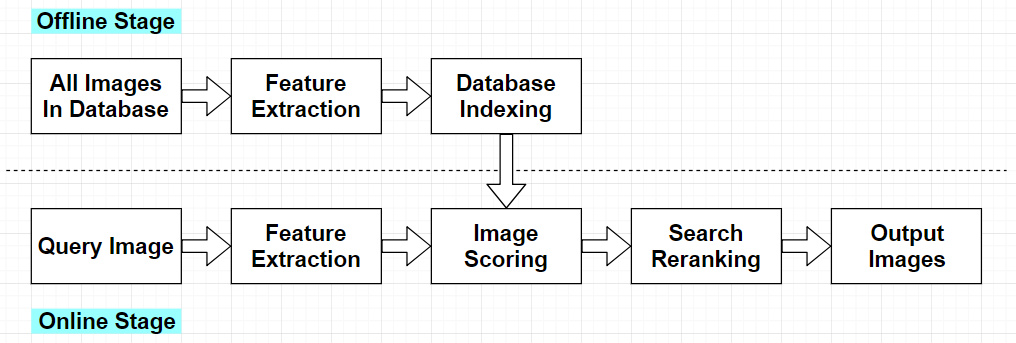 Offline Stage
All Images
In Database
Feature
Extraction
Database
Indexing
Query Image
Feature
Extraction
Image
Scoring
Search
Reranking
Output
Images
Online Stage